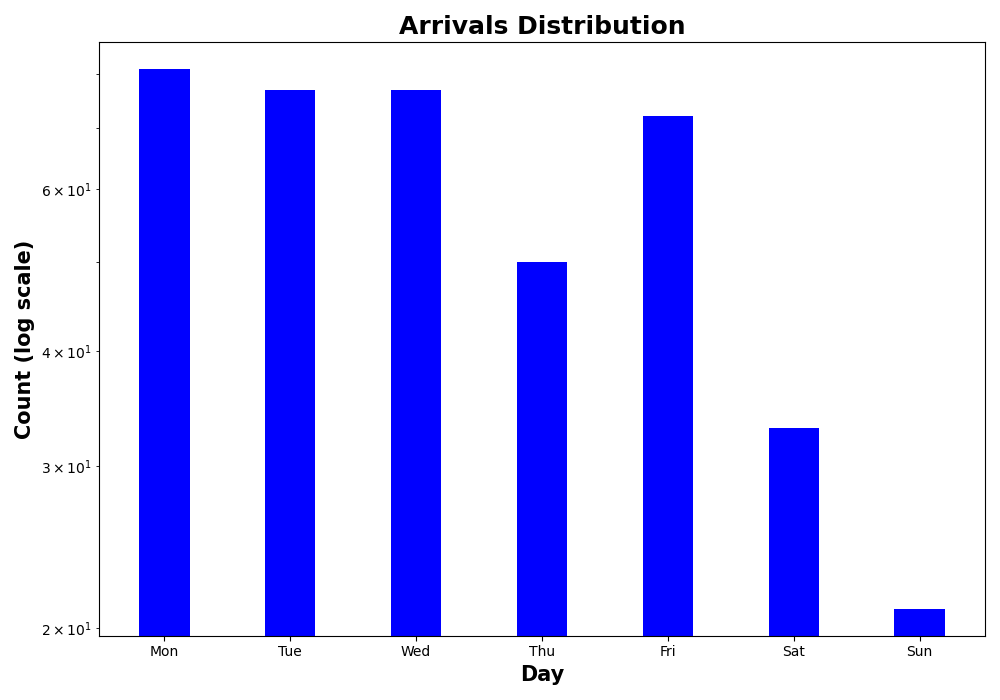 Arrivals Distribution
Count (log scale)
6 × 10¹
4 × 10¹
3 × 10¹
2 × 10¹
Mon Tue Wed Thu Fri Sat Sun
Day